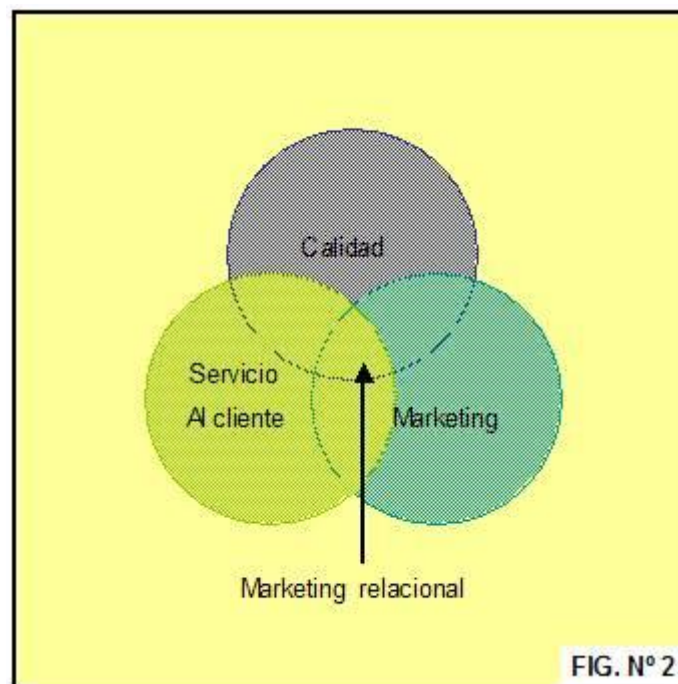 Calidad
Servicio
Al cliente
Marketing
Marketing relacional
FIG. Nº 2